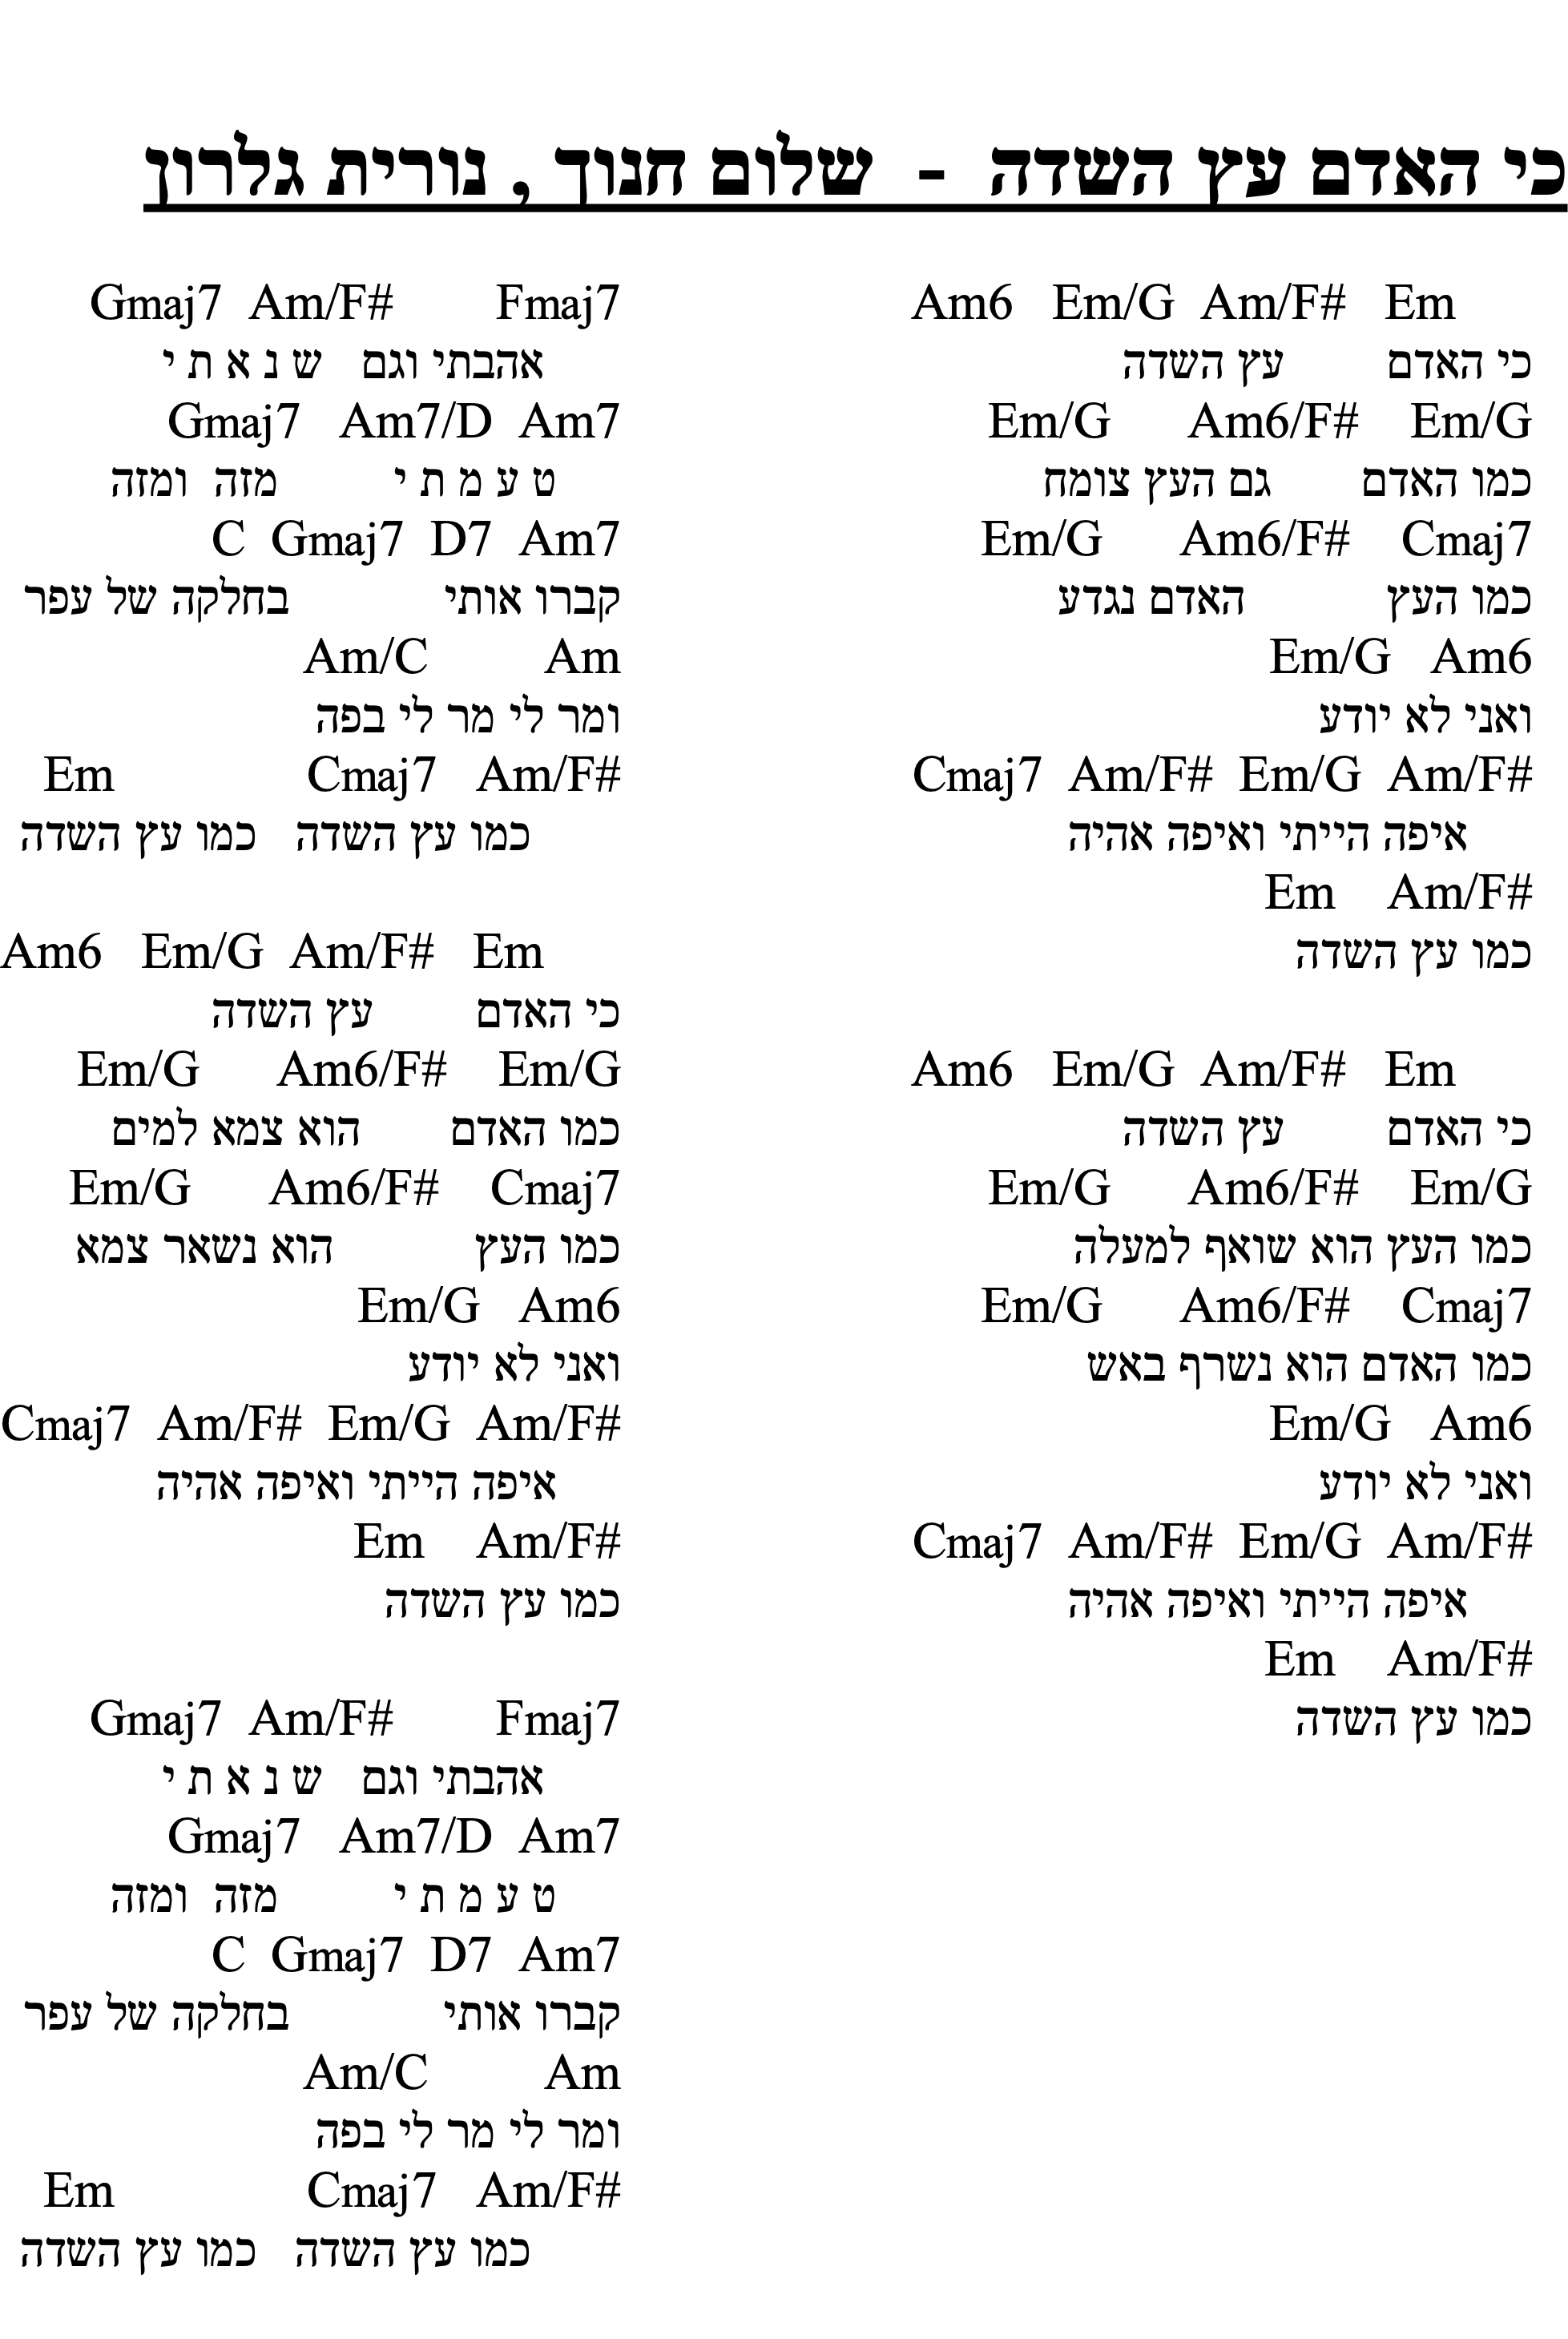 כי האדם עץ השדה - שלום חנוך , נורית גלרון
Am6 Em/G Am/F# Em
כי האדם עץ השדה
Em/G Am6/F# Em/G
כמו האדם גם העץ צומח
Em/G Am6/F# Cmaj7
כמו העץ האדם נגדע
Em/G Am6
ואני לא יודע
Cmaj7 Am/F# Em/G Am/F#
איפה הייתי ואיפה אהיה
Em Am/F#
כמו עץ השדה
Am6 Em/G Am/F# Em
כי האדם עץ השדה
Em/G Am6/F# Em/G
כמו העץ הוא שואף למעלה
Em/G Am6/F# Cmaj7
כמו האדם הוא נשרף באש
Em/G Am6
ואני לא יודע
Cmaj7 Am/F# Em/G Am/F#
איפה הייתי ואיפה אהיה
Em Am/F#
כמו עץ השדה
Gmaj7 Am/F# Fmaj7
אהבתי וגם ש נ א ת י
Gmaj7 Am7/D Am7
ט ע מ ת י מזה ומזה
C Gmaj7 D7 Am7
קברו אותי בחלקה של עפר
Am/C Am
ומר לי מר לי בפה
Em Cmaj7 Am/F#
כמו עץ השדה כמו עץ השדה
Am6 Em/G Am/F# Em
כי האדם עץ השדה
Em/G Am6/F# Em/G
כמו האדם הוא צמא למים
Em/G Am6/F# Cmaj7
כמו העץ הוא נשאר צמא
Em/G Am6
ואני לא יודע
Cmaj7 Am/F# Em/G Am/F#
איפה הייתי ואיפה אהיה
Em Am/F#
כמו עץ השדה
Gmaj7 Am/F# Fmaj7
אהבתי וגם ש נ א ת י
Gmaj7 Am7/D Am7
ט ע מ ת י מזה ומזה
C Gmaj7 D7 Am7
קברו אותי בחלקה של עפר
Am/C Am
ומר לי מר לי בפה
Em Cmaj7 Am/F#
כמו עץ השדה כמו עץ השדה